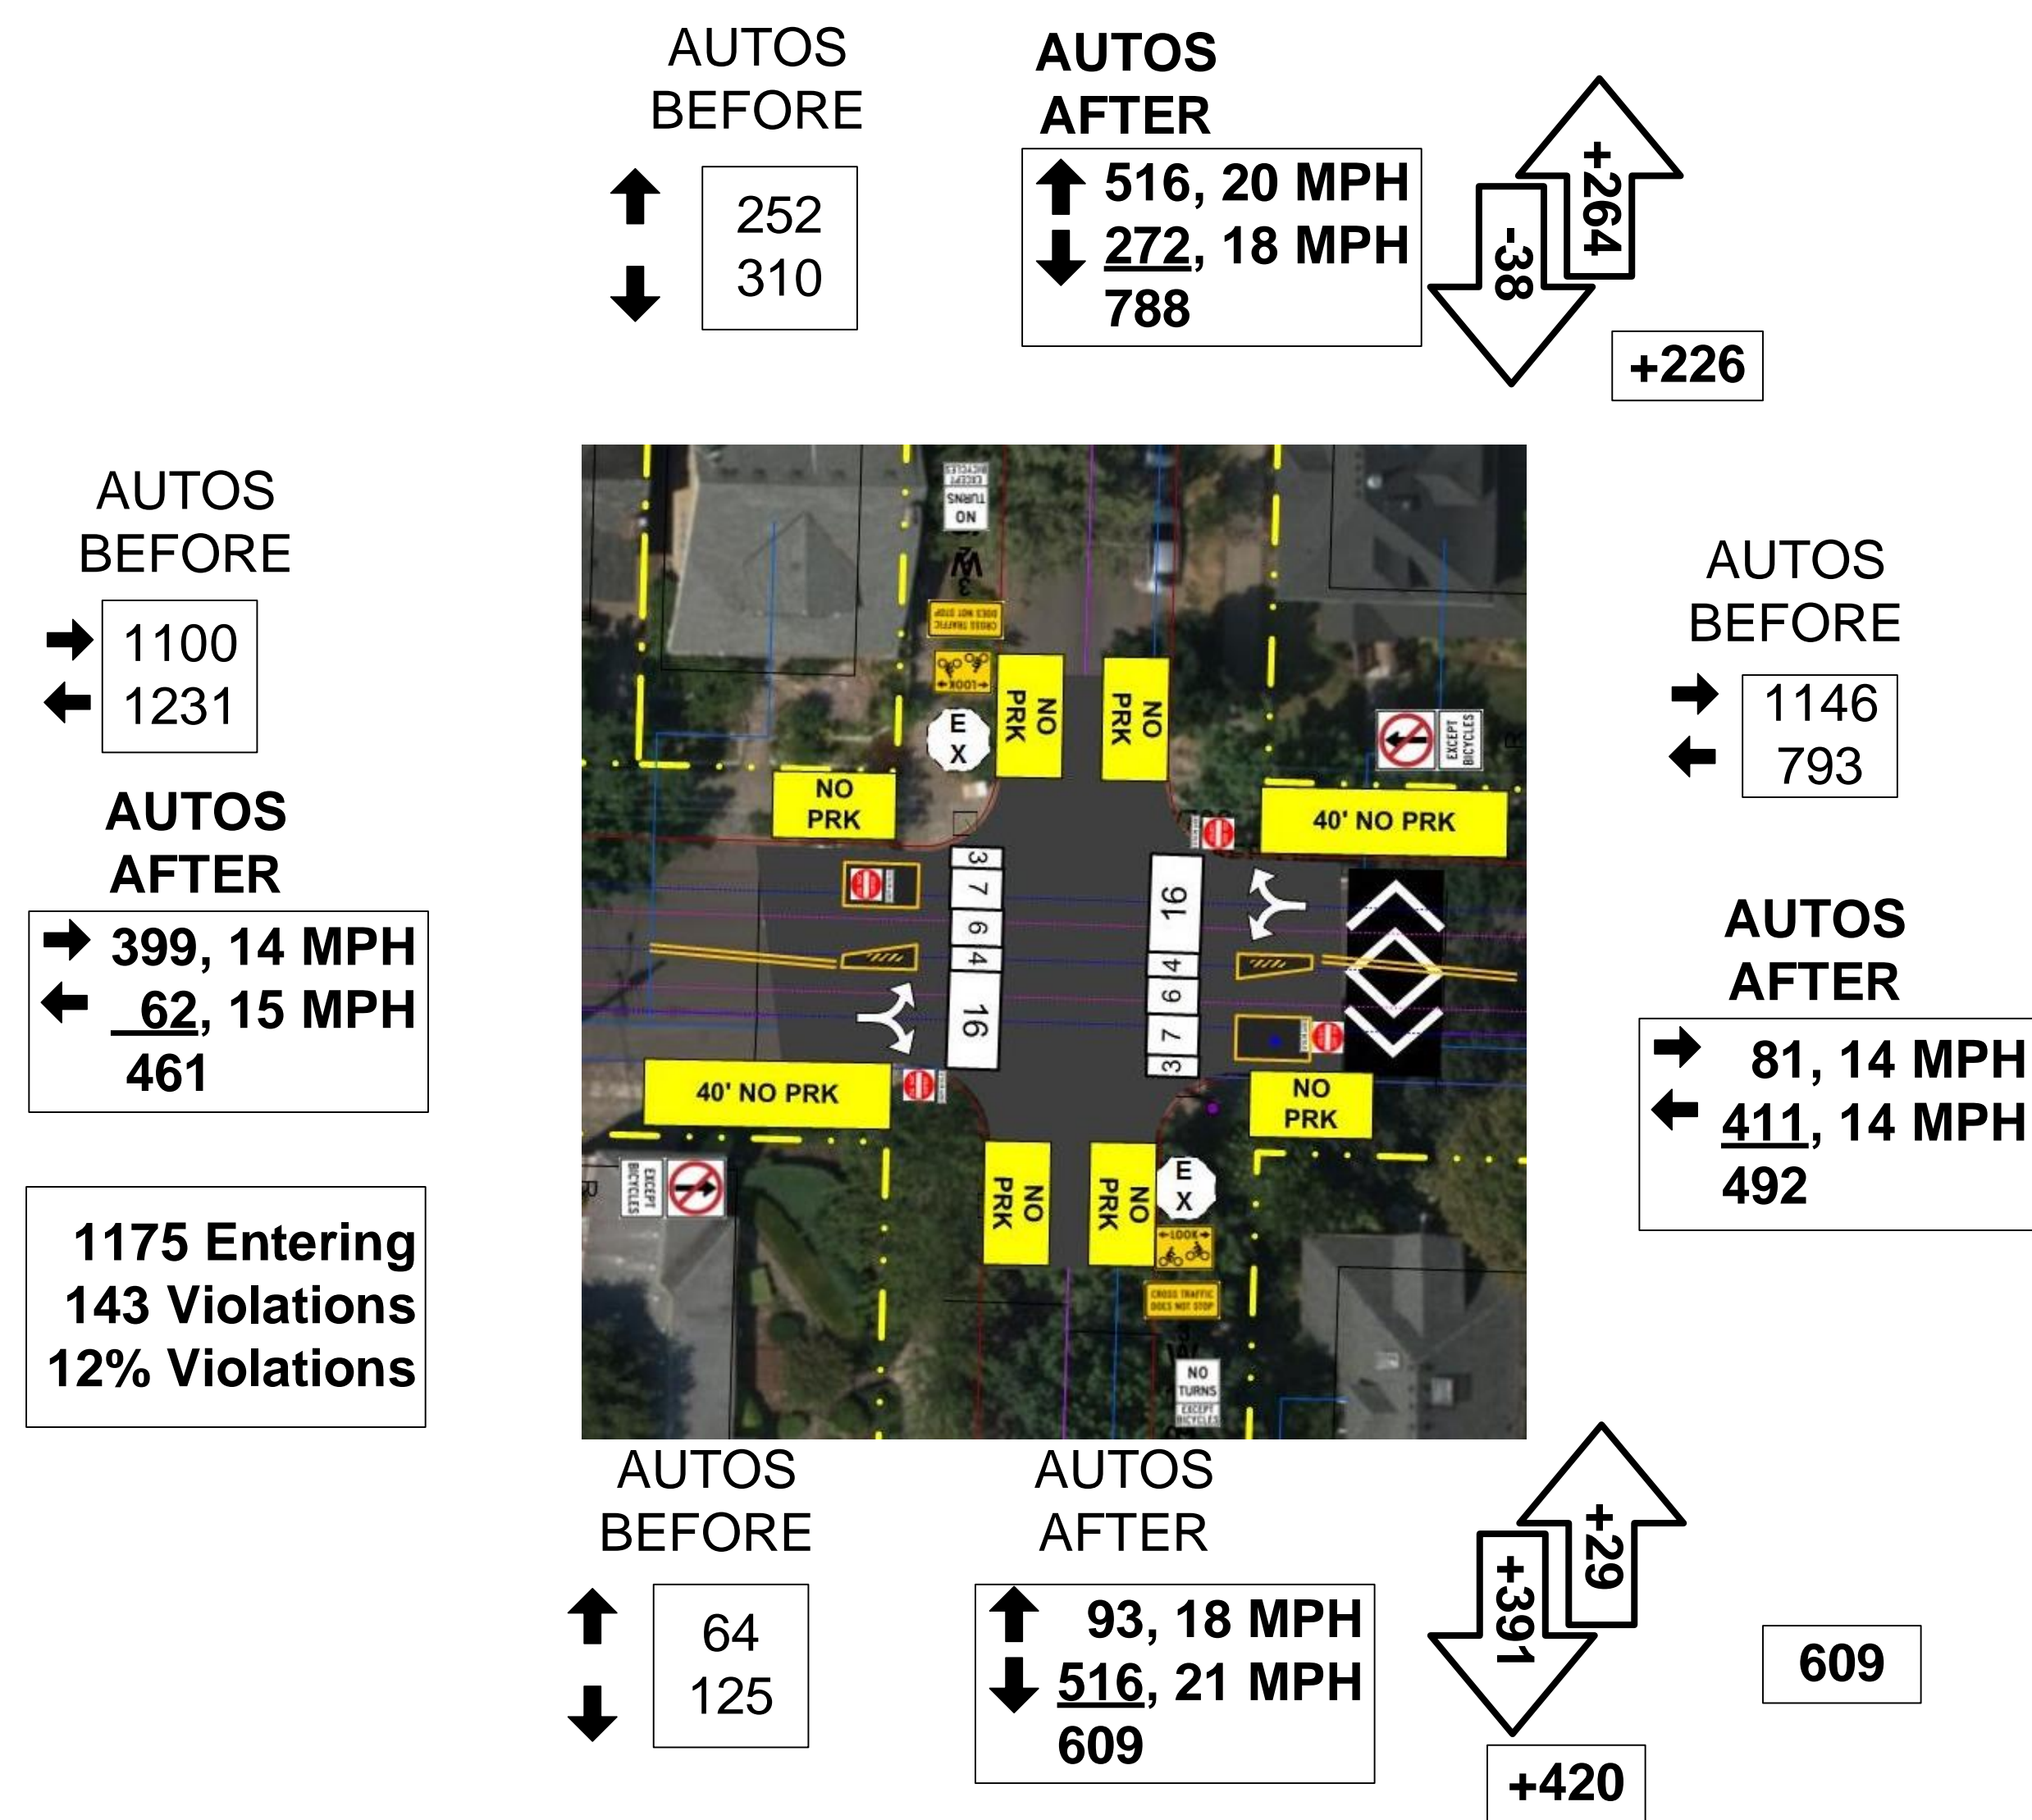 AUTOS
BEFORE
252
310
AUTOS
AFTER
516, 20 MPH
272, 18 MPH
788
+264
-38
+226
AUTOS
BEFORE
1100
1231
AUTOS
AFTER
399, 14 MPH
62, 15 MPH
461
1175 Entering
143 Violations
12% Violations
EXCEPT
BICYCLES
NO
TURNS
CROSS TRAFFIC
DOES NOT STOP
LOOK
E
X
NO
PRK
NO
PRK
NO
PRK
EXCEPT
BICYCLES
40' NO PRK
3
7
6
4
16
16
4
6
7
3
40' NO PRK
NO
PRK
EXCEPT
BICYCLES
NO
PRK
NO
PRK
E
X
LOOK
CROSS TRAFFIC
DOES NOT STOP
NO
TURNS
EXCEPT
BICYCLES
AUTOS
BEFORE
1146
793
AUTOS
AFTER
81, 14 MPH
411, 14 MPH
492
AUTOS
BEFORE
64
125
AUTOS
AFTER
93, 18 MPH
516, 21 MPH
609
+29
+391
609
+420